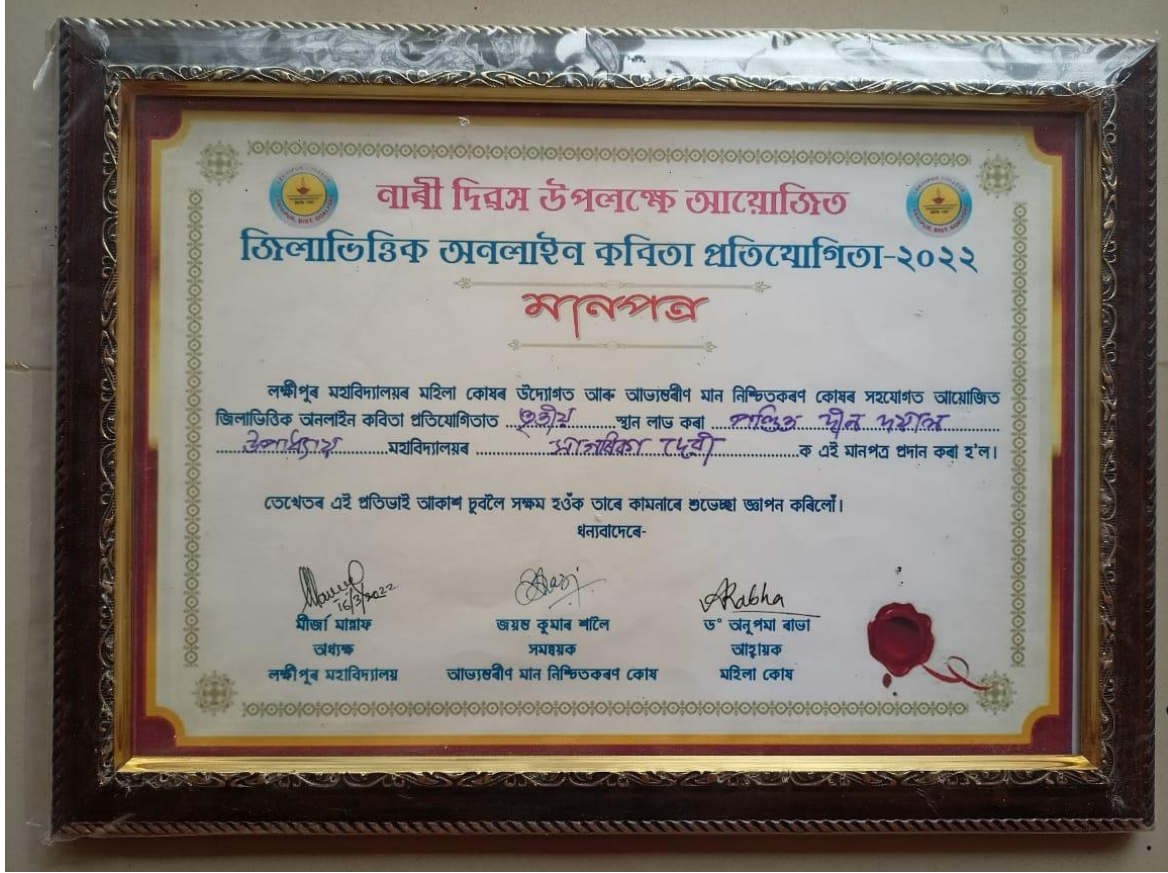 নাৰী দিৱস উপলক্ষে আয়োজিত
জিলাভিত্তিক অনলাইন কবিতা প্ৰতিযোগিতা-২০২২
মানপত্ৰ
লক্ষীপুৰ মহাবিদ্যালয়ৰ মহিলা কোষৰ উদ্যোগত আৰু আভ্যন্তৰীণ মান নিশ্চিতকৰণ কোষৰ সহযোগত আয়োজিত
জিলাভিত্তিক অনলাইন কবিতা প্ৰতিযোগিতাত তৃতীয় স্থান লাভ কৰা পণ্ডিত দীন দয়াল
উপাধ্যায় মহাবিদ্যালয়ৰ সাগৰিকা দেৱী ক এই মানপত্ৰ প্ৰদান কৰা হ'ল।
তেখেতৰ এই প্ৰতিভাই আকাশ চুবলৈ সক্ষম হওঁক তাৰে কামনাৰে শুভেচ্ছা জ্ঞাপন কৰিলোঁ।
ধন্যবাদেৰে-
16/3/2022
ARabha
মীৰ্জা মান্নাফ জয়ন্ত কুমাৰ শালৈ ড° অনুপমা ৰাভা
অধ্যক্ষ সমন্বয়ক আহ্বায়ক
লক্ষীপুৰ মহাবিদ্যালয় আভ্যন্তৰীণ মান নিশ্চিতকৰণ কোষ মহিলা কোষ